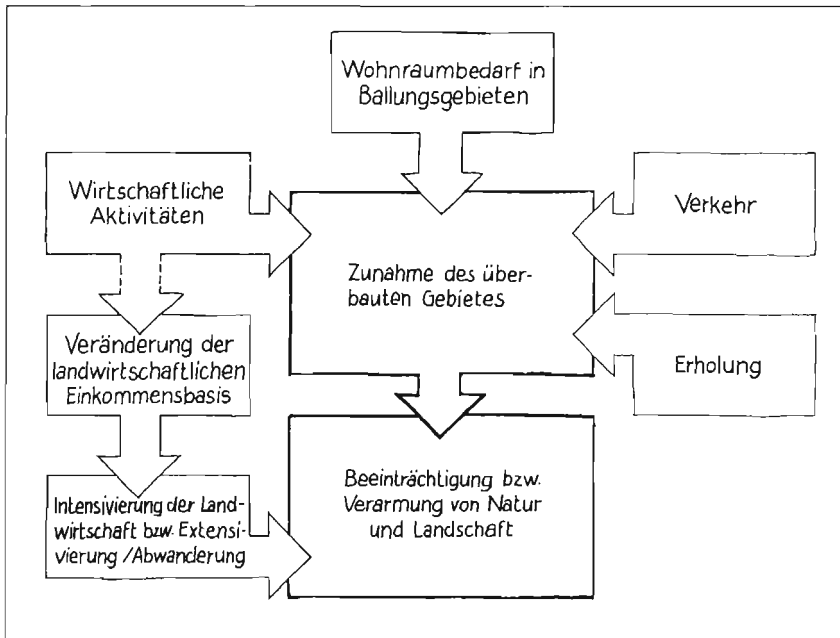 Wohnraumbedarf in
Ballungsgebieten
Wirtschaftliche
Aktivitäten
Verkehr
Zunahme des über-
bauten Gebietes
Veränderung der
landwirtschaftlichen
Einkommensbasis
Erholung
Beeinträchtigung bzw.
Verarmung von Natur
und Landschaft
Intensivierung der Land-
wirtschaft bzw. Extensi-
vierung /Abwanderung